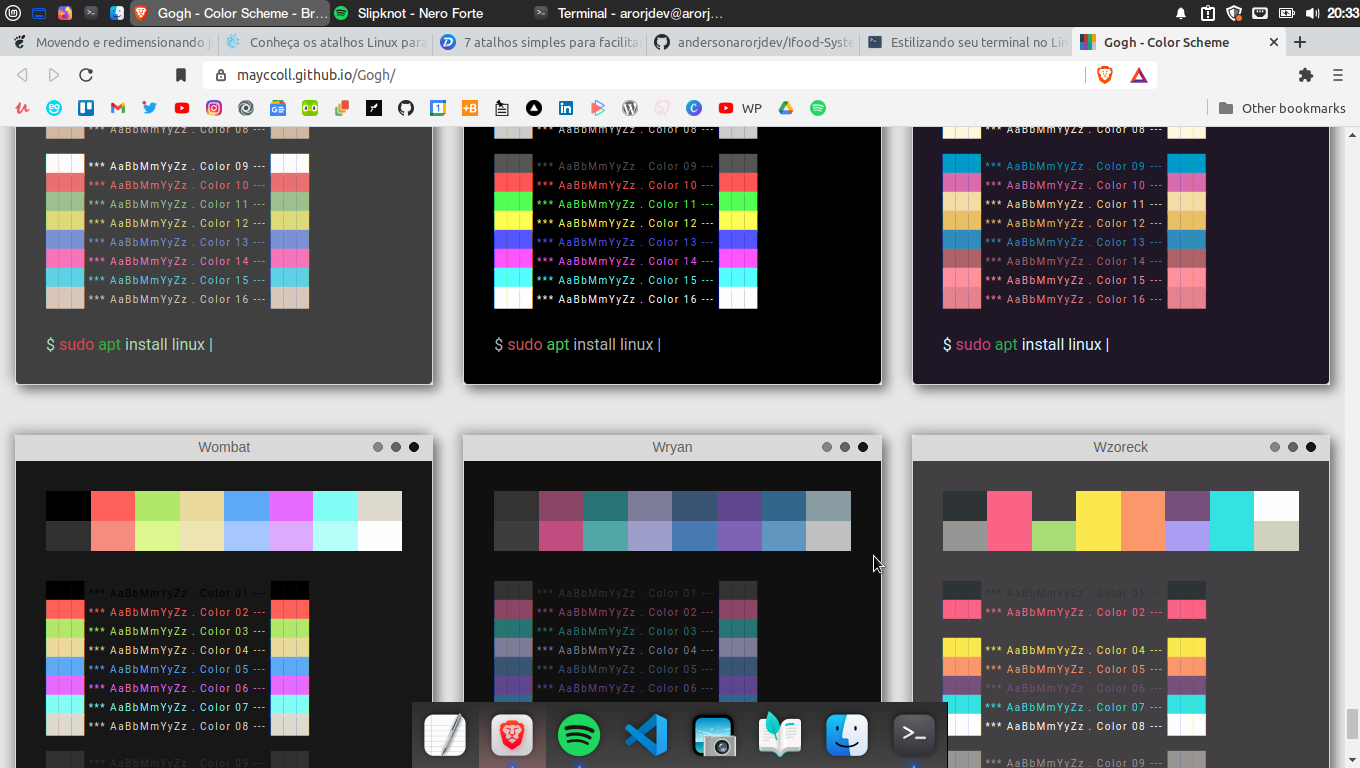 Gogh - Color Scheme - Br…
Slipknot - Nero Forte
Terminal - arorjdev@arorj…
20:33
Movendo e redimensionando j
Conheça os atalhos Linux para
7 atalhos simples para facilita
andersonarorjdev/Ifood-Syste
Estilizando seu terminal no Lin
Gogh - Color Scheme
mayccoll.github.io/Gogh/
WP
Other bookmarks
*** AaBbMmYyZz . Color 08 ---
*** AaBbMmYyZz . Color 09 ---
*** AaBbMmYyZz . Color 10 ---
*** AaBbMmYyZz . Color 11 ---
*** AaBbMmYyZz . Color 12 ---
*** AaBbMmYyZz . Color 13 ---
*** AaBbMmYyZz . Color 14 ---
*** AaBbMmYyZz . Color 15 ---
*** AaBbMmYyZz . Color 16 ---
$ sudo apt install linux |
*** AaBbMmYyZz . Color 08 ---
*** AaBbMmYyZz . Color 09 ---
*** AaBbMmYyZz . Color 10 ---
*** AaBbMmYyZz . Color 11 ---
*** AaBbMmYyZz . Color 12 ---
*** AaBbMmYyZz . Color 13 ---
*** AaBbMmYyZz . Color 14 ---
*** AaBbMmYyZz . Color 15 ---
*** AaBbMmYyZz . Color 16 ---
$ sudo apt install linux |
*** AaBbMmYyZz . Color 08 ---
*** AaBbMmYyZz . Color 09 ---
*** AaBbMmYyZz . Color 10 ---
*** AaBbMmYyZz . Color 11 ---
*** AaBbMmYyZz . Color 12 ---
*** AaBbMmYyZz . Color 13 ---
*** AaBbMmYyZz . Color 14 ---
*** AaBbMmYyZz . Color 15 ---
*** AaBbMmYyZz . Color 16 ---
$ sudo apt install linux |
Wombat
*** AaBbMmYyZz . Color 01 ---
*** AaBbMmYyZz . Color 02 ---
*** AaBbMmYyZz . Color 03 ---
*** AaBbMmYyZz . Color 04 ---
*** AaBbMmYyZz . Color 05 ---
*** AaBbMmYyZz . Color 06 ---
*** AaBbMmYyZz . Color 07 ---
*** AaBbMmYyZz . Color 08 ---
*** AaBbMmYyZz . Color 09 ---
Wryan
*** AaBbMmYyZz . Color 01 ---
*** AaBbMmYyZz . Color 02 ---
*** AaBbMmYyZz . Color 03 ---
*** AaBbMmYyZz . Color 04 ---
*** AaBbMmYyZz . Color 05 ---
*** AaBbMmYyZz . Color 06 ---
Wzoreck
*** AaBbMmYyZz . Color 01 ---
*** AaBbMmYyZz . Color 02 ---
*** AaBbMmYyZz . Color 04 ---
*** AaBbMmYyZz . Color 05 ---
*** AaBbMmYyZz . Color 06 ---
*** AaBbMmYyZz . Color 07 ---
*** AaBbMmYyZz . Color 08 ---
*** AaBbMmYyZz . Color 09 ---